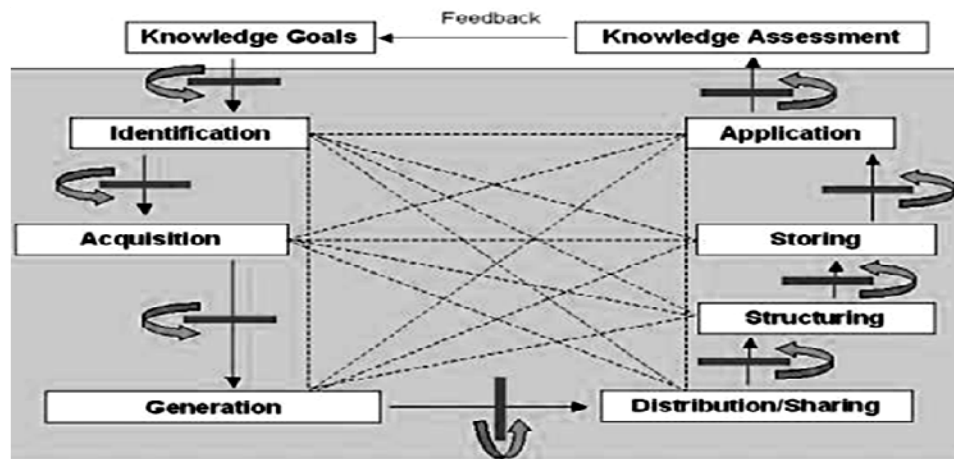 Feedback
Knowledge Goals
Knowledge Assessment
Identification
Application
Acquisition
Storing
Structuring
Generation
Distribution/Sharing